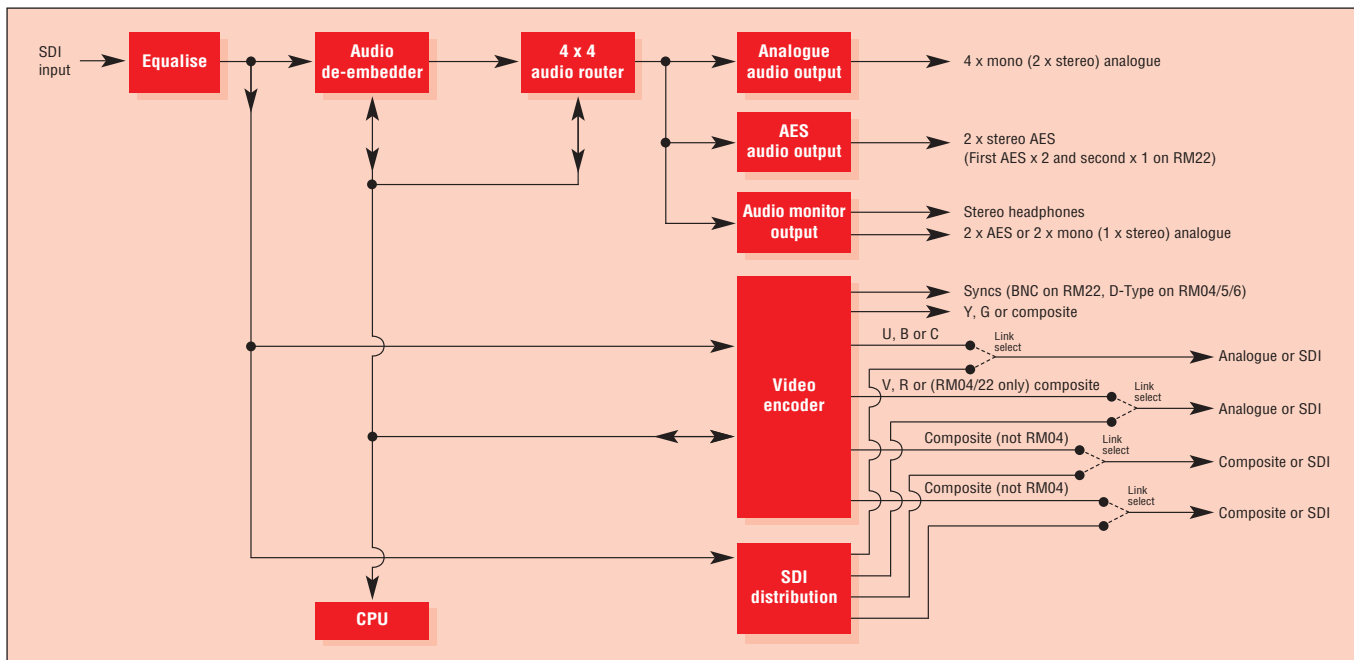 SDI
input
Equalise
Audio
de-embedder
4 x 4
audio router
Analogue
audio output
4 x mono (2 x stereo) analogue
AES
audio output
2 x stereo AES
(First AES x 2 and second x 1 on RM22)
Audio monitor
output
Stereo headphones
2 x AES or 2 x mono (1 x stereo) analogue
Video
encoder
Syncs (BNC on RM22, D-Type on RM04/5/6)
Y, G or composite
U, B or C
Link
select
Analogue or SDI
V, R or (RM04/22 only) composite
Link
select
Analogue or SDI
Composite (not RM04)
Link
select
Composite or SDI
Composite (not RM04)
Link
select
Composite or SDI
SDI
distribution
CPU